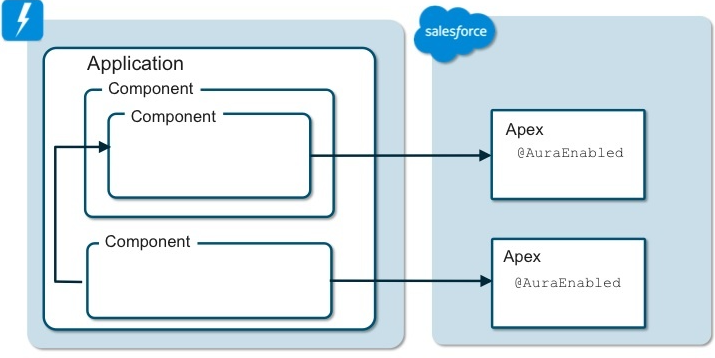 salesforce
Application
Component
Component
Component
Apex
@AuraEnabled
Apex
@AuraEnabled